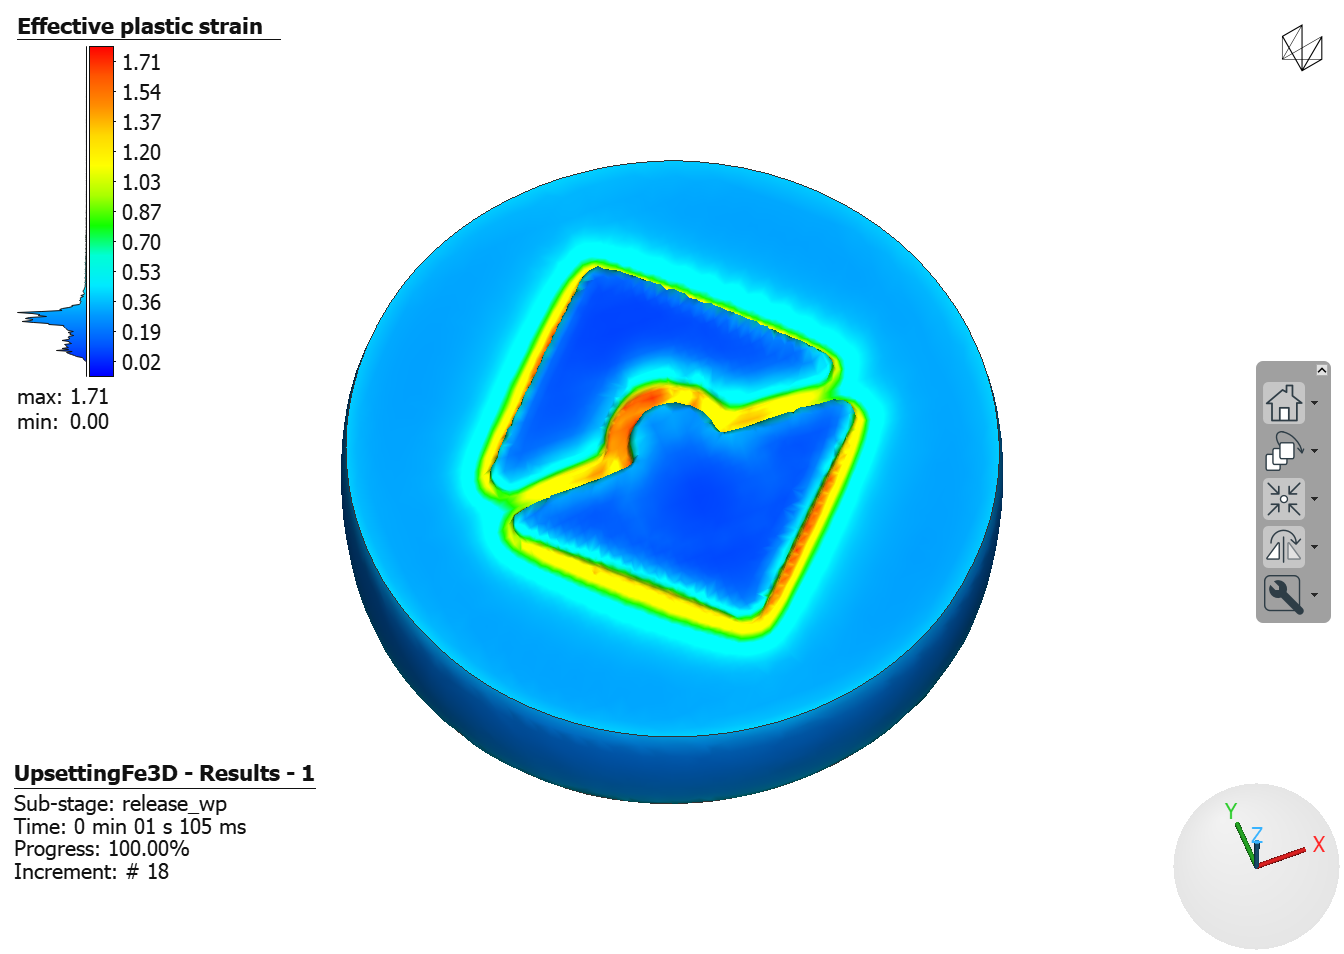 Effective plastic strain
1.71
1.54
1.37
1.20
1.03
0.87
0.70
0.53
0.36
0.19
0.02
max: 1.71
min: 0.00
UpsettingFe3D - Results - 1
Sub-stage: release_wp
Time: 0 min 01 s 105 ms
Progress: 100.00%
Increment: # 18
Y
Z
X